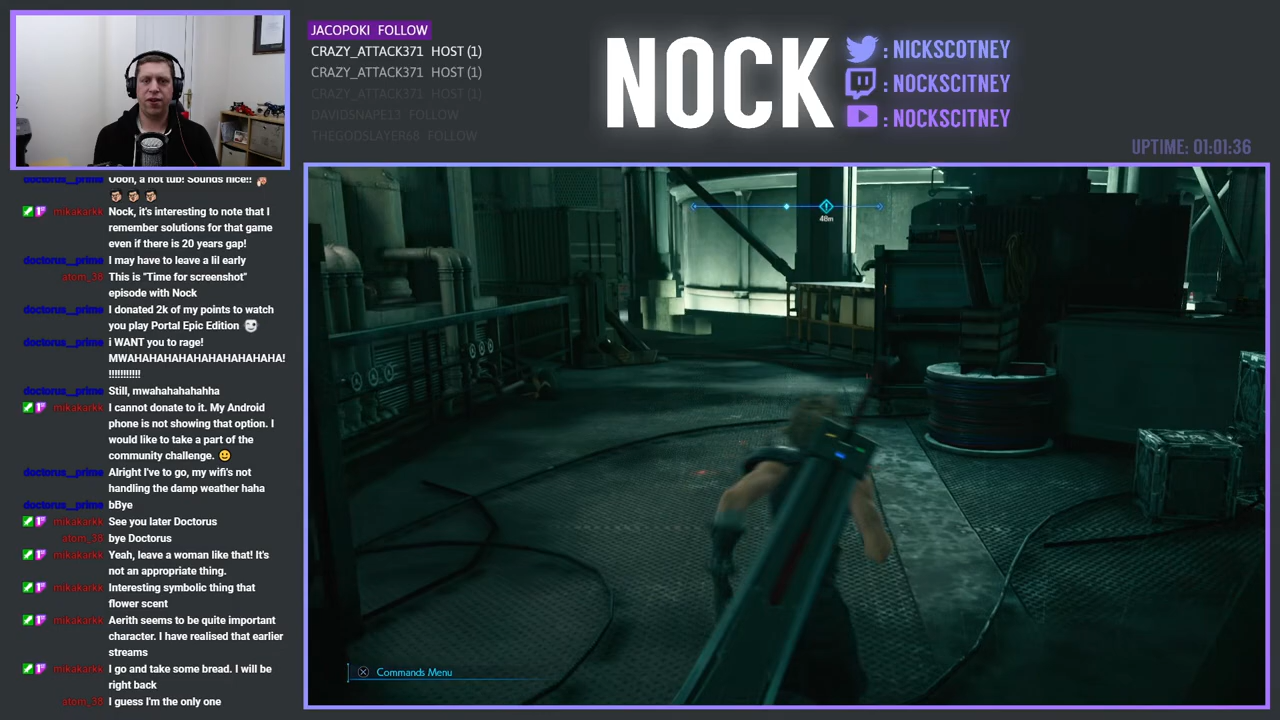 JACOPOKI FOLLOW
CRAZY_ATTACK371 HOST (1)
CRAZY_ATTACK371 HOST (1)
CRAZY_ATTACK371 HOST (1)
DAVIDSNAPE13 FOLLOW
THEGODSLAYER68 FOLLOW
NOCK
: NICKSCOTNEY
: NOCKSCITNEY
: NOCKSCITNEY
UPTIME: 01:01:36
doctorus__prime Oooh, a hot tub! Sounds nice!!
mikakarkk Nock, it's interesting to note that I
remember solutions for that game
even if there is 20 years gap!
doctorus__prime I may have to leave a lil early
atom_38 This is "Time for screenshot"
episode with Nock
doctorus__prime I donated 2k of my points to watch
you play Portal Epic Edition
doctorus__prime i WANT you to rage!
MWAHAHAHAHAHAHAHAHAHA!
!!!!!!!!!!!
doctorus__prime Still, mwahahahahahha
mikakarkk I cannot donate to it. My Android
phone is not showing that option. I
would like to take a part of the
community challenge.
doctorus__prime Alright I've to go, my wifi's not
handling the damp weather haha
doctorus__prime bBye
mikakarkk See you later Doctorus
atom_38 bye Doctorus
mikakarkk Yeah, leave a woman like that! It's
not an appropriate thing.
mikakarkk Interesting symbolic thing that
flower scent
mikakarkk Aerith seems to be quite important
character. I have realised that earlier
streams
mikakarkk I go and take some bread. I will be
right back
atom_38 I guess I'm the only one
48m
Commands Menu